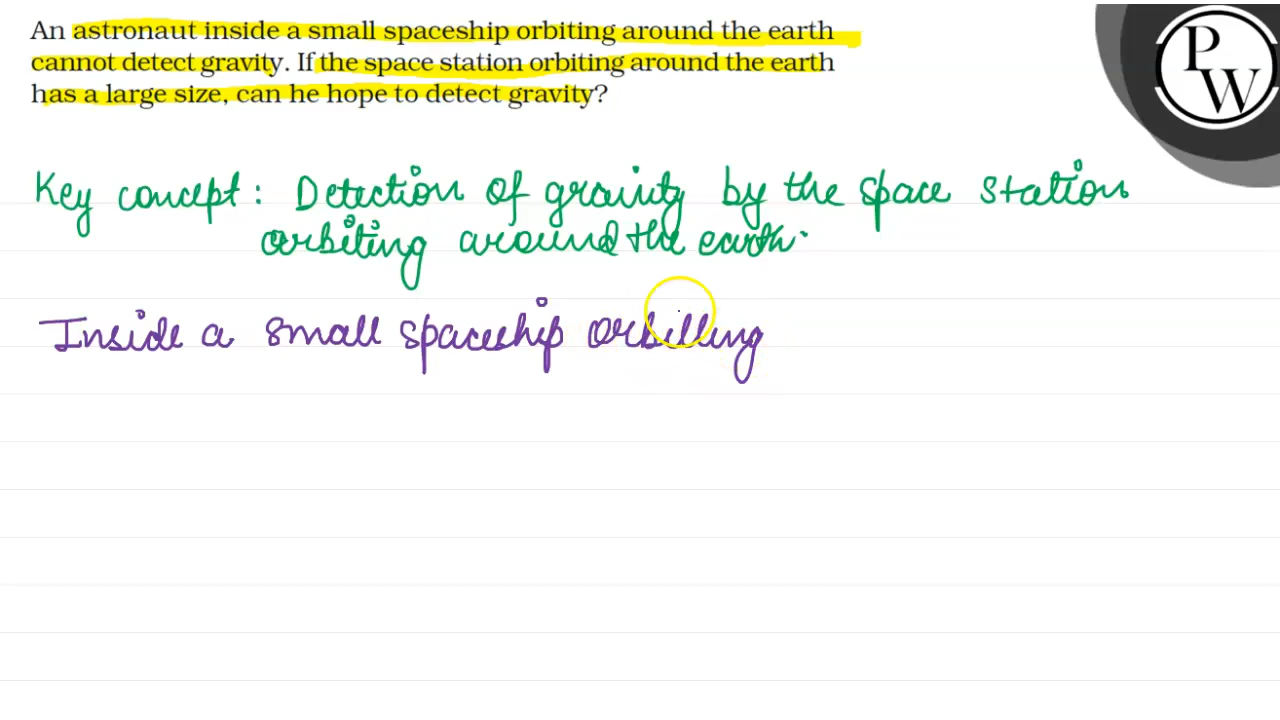 An astronaut inside a small spaceship orbiting around the earth
cannot detect gravity. If the space station orbiting around the earth
has a large size, can he hope to detect gravity?
P
W
Key concept: Detection of gravity by the space station
orbiting around the earth.
Inside a small spaceship orbilling